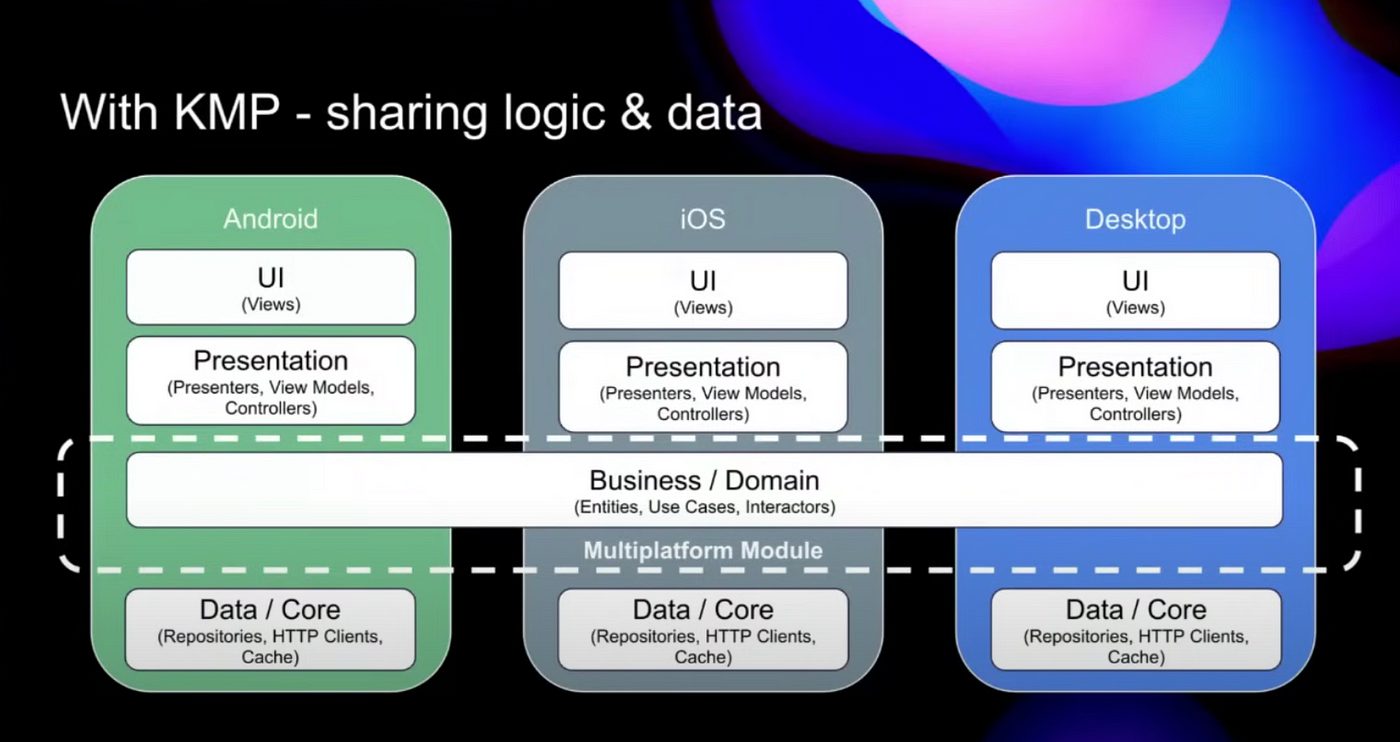 With KMP - sharing logic & data
Android
UI
(Views)
Presentation
(Presenters, View Models,
Controllers)
iOS
UI
(Views)
Presentation
(Presenters, View Models,
Controllers)
Desktop
UI
(Views)
Presentation
(Presenters, View Models,
Controllers)
Business / Domain
(Entities, Use Cases, Interactors)
Multiplatform Module
Data / Core
(Repositories, HTTP Clients,
Cache)
Data / Core
(Repositories, HTTP Clients,
Cache)
Data / Core
(Repositories, HTTP Clients,
Cache)